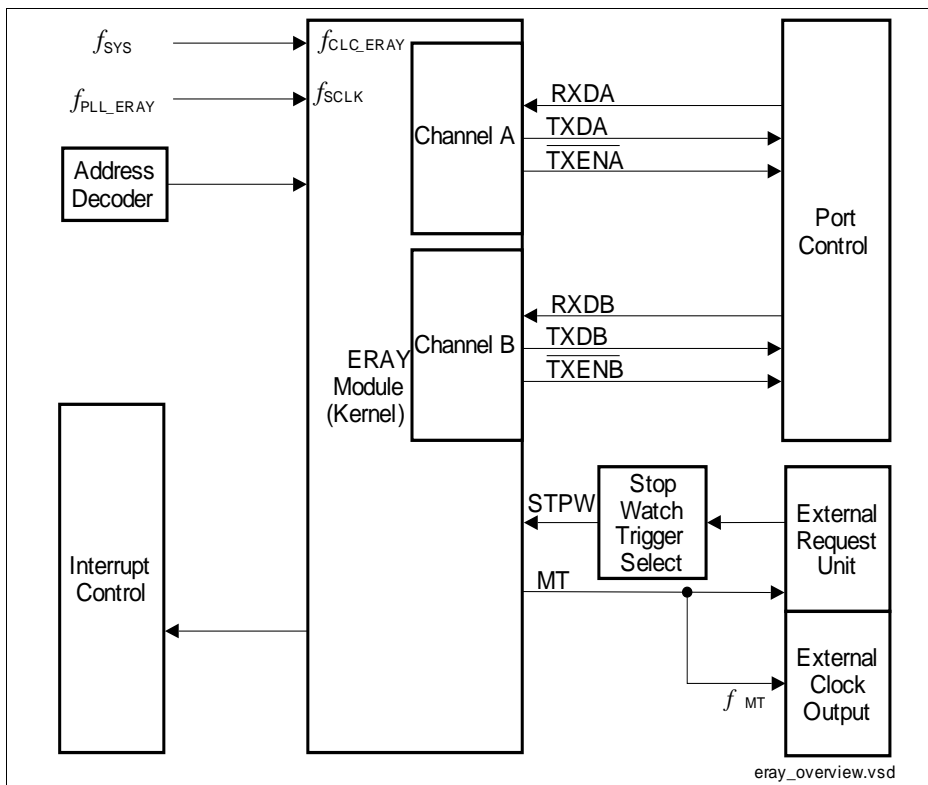 fSYS
fCLC_ERAY
fPLL_ERAY
fSCLK
Address
Decoder
Channel A
RXDA
TXDA
TXENA
Port
Control
Channel B
RXDB
TXDB
TXENB
ERAY
Module
(Kernel)
Interrupt
Control
STPW
Stop
Watch
Trigger
Select
External
Request
Unit
MT
f MT
External
Clock
Output
eray_overview.vsd